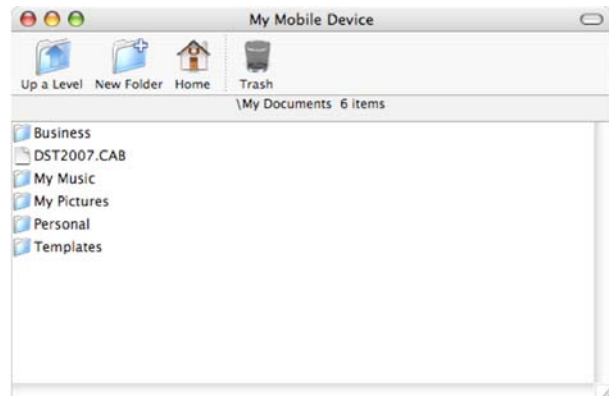 My Mobile Device
Up a Level New Folder Home Trash
\My Documents 6 items
Business
DST2007.CAB
My Music
My Pictures
Personal
Templates